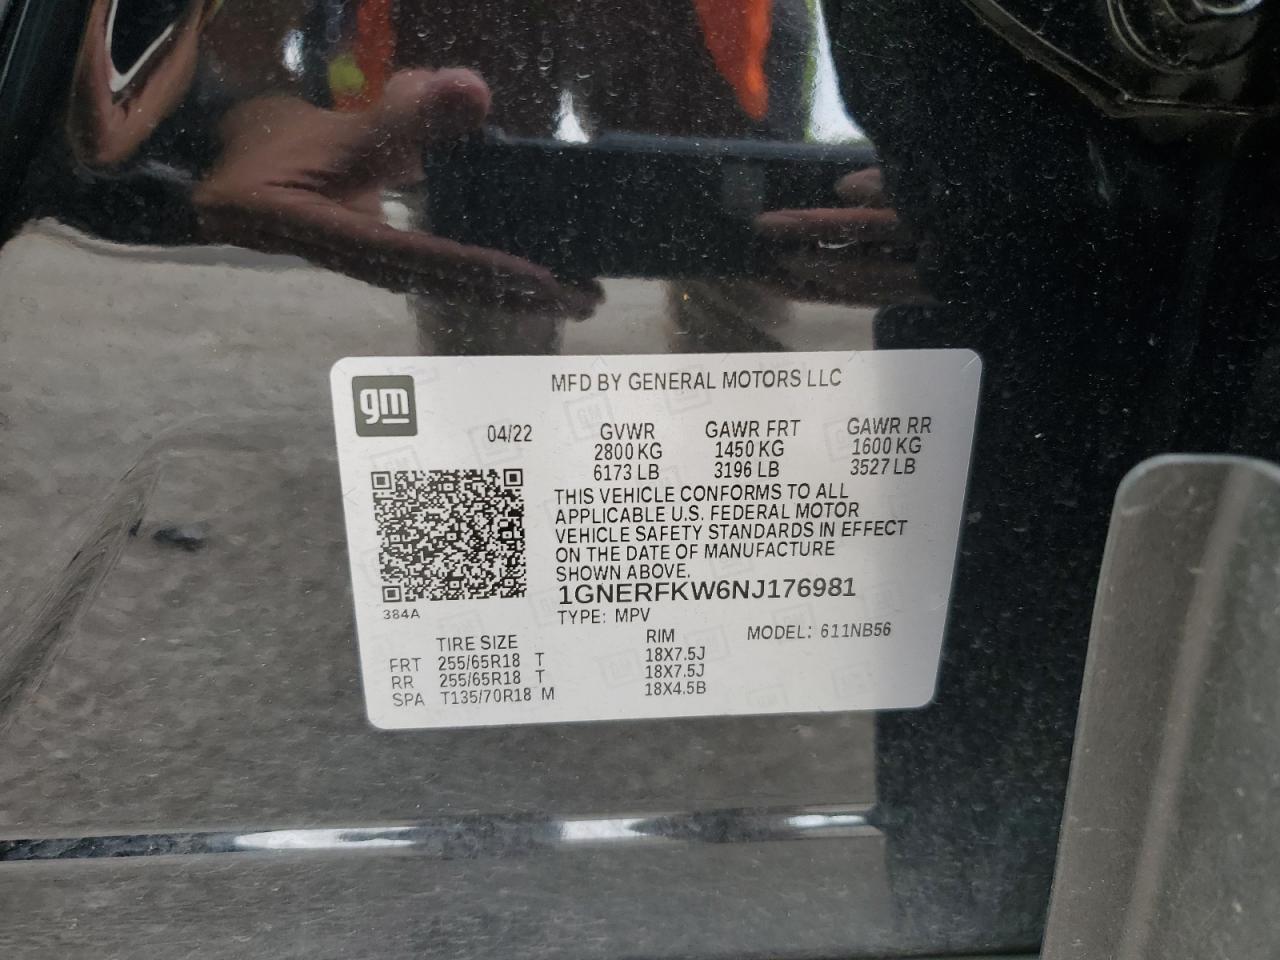 gm
MFD BY GENERAL MOTORS LLC
04/22 GVWR GAWR FRT GAWR RR
2800 KG 1450 KG 1600 KG
6173 LB 3196 LB 3527 LB
THIS VEHICLE CONFORMS TO ALL
APPLICABLE U.S. FEDERAL MOTOR
VEHICLE SAFETY STANDARDS IN EFFECT
ON THE DATE OF MANUFACTURE
SHOWN ABOVE.
1GNERFKW6NJ176981
384A
TYPE: MPV
TIRE SIZE RIM MODEL: 611NB56
FRT 255/65R18 T 18X7.5J
RR 255/65R18 T 18X7.5J
SPA T135/70R18 M 18X4.5B